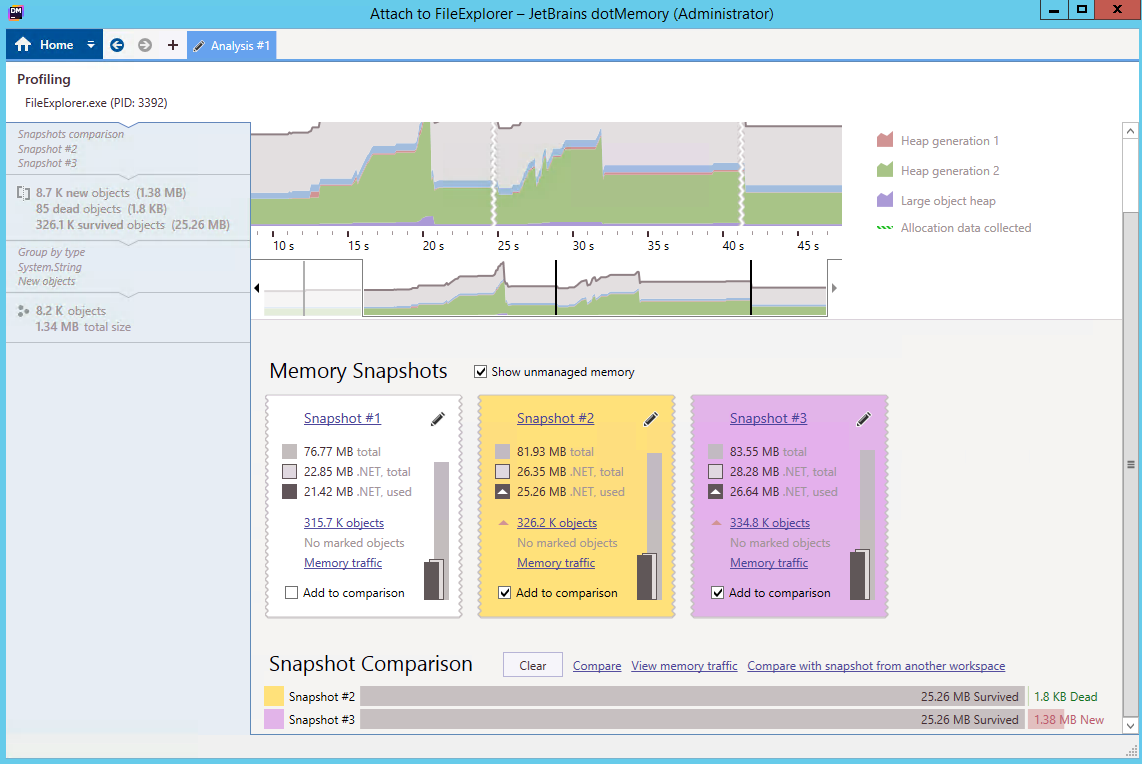 DM
Attach to FileExplorer – JetBrains dotMemory (Administrator)
Home
Analysis #1
Profiling
FileExplorer.exe (PID: 3392)
Snapshots comparison
Snapshot #2
Snapshot #3
8.7 K new objects (1.38 MB)
85 dead objects (1.8 KB)
326.1 K survived objects (25.26 MB)
Group by type
System.String
New objects
8.2 K objects
1.34 MB total size
Heap generation 1
Heap generation 2
Large object heap
Allocation data collected
10 s 15 s 20 s 25 s 30 s 35 s 40 s 45 s
Memory Snapshots
Show unmanaged memory
Snapshot #1
76.77 MB total
22.85 MB .NET, total
21.42 MB .NET, used
315.7 K objects
No marked objects
Memory traffic
Add to comparison
Snapshot #2
81.93 MB total
26.35 MB .NET, total
25.26 MB .NET, used
326.2 K objects
No marked objects
Memory traffic
Add to comparison
Snapshot #3
83.55 MB total
28.28 MB .NET, total
26.64 MB .NET, used
334.8 K objects
No marked objects
Memory traffic
Add to comparison
Snapshot Comparison
Clear
Compare
View memory traffic
Compare with snapshot from another workspace
Snapshot #2 25.26 MB Survived 1.8 KB Dead
Snapshot #3 25.26 MB Survived 1.38 MB New